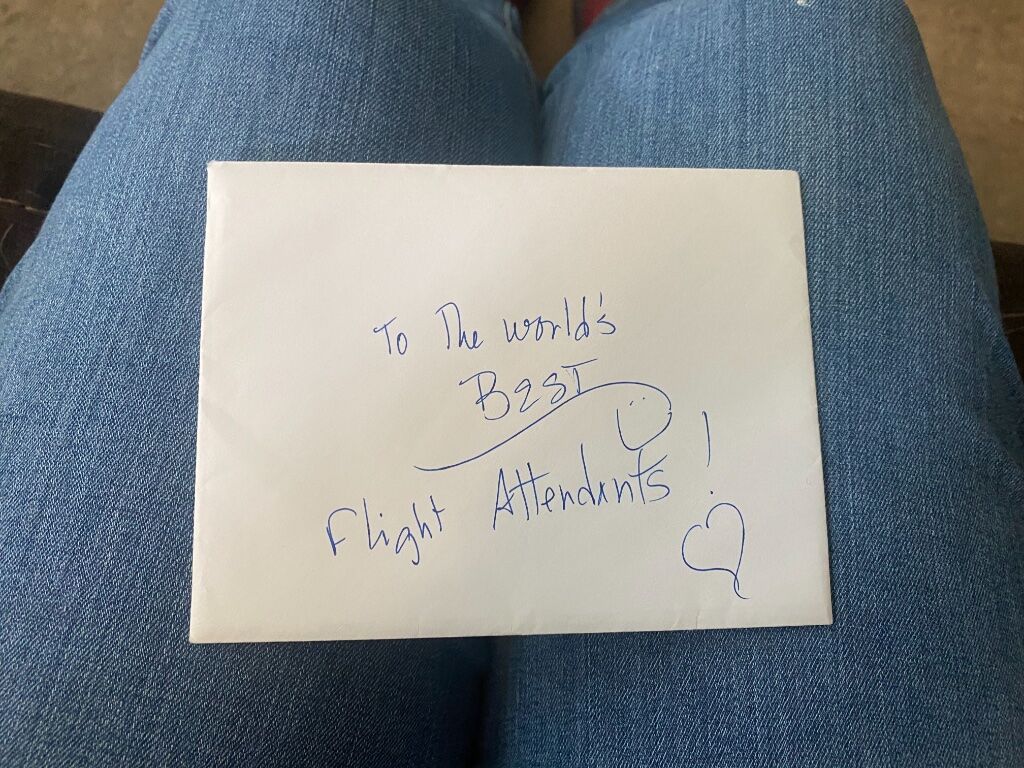 To The world's
BesT
Flight Attendants !